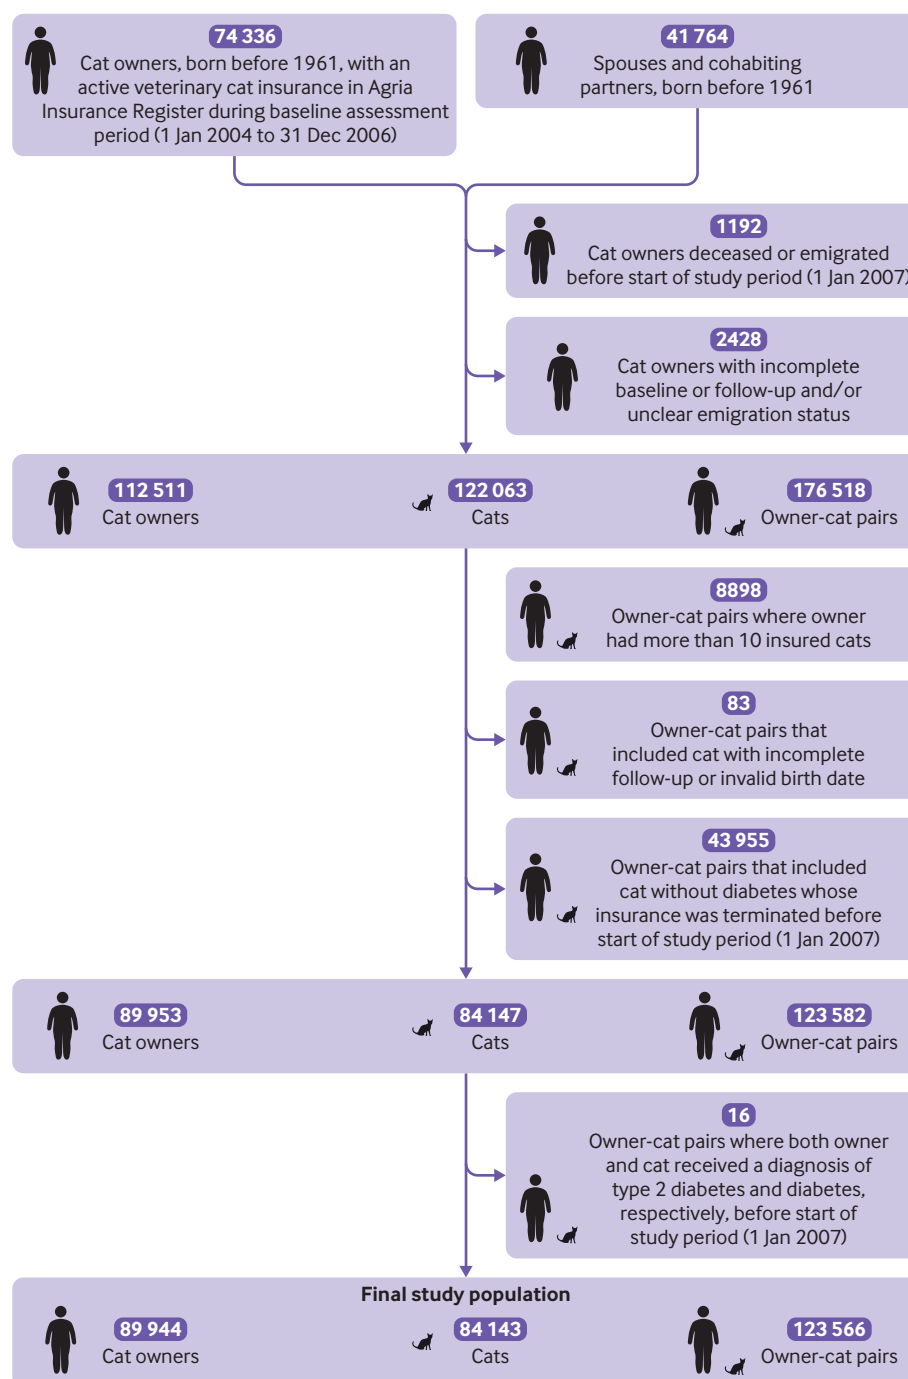 74 336
Cat owners, born before 1961, with an
active veterinary cat insurance in Agria
Insurance Register during baseline assessment
period (1 Jan 2004 to 31 Dec 2006)
41 764
Spouses and cohabiting
partners, born before 1961
1192
Cat owners deceased or emigrated
before start of study period (1 Jan 2007)
2428
Cat owners with incomplete
baseline or follow-up and/or
unclear emigration status
112 511
Cat owners
122 063
Cats
176 518
Owner-cat pairs
8898
Owner-cat pairs where owner
had more than 10 insured cats
83
Owner-cat pairs that
included cat with incomplete
follow-up or invalid birth date
43 955
Owner-cat pairs that included
cat without diabetes whose
insurance was terminated before
start of study period (1 Jan 2007)
89 953
Cat owners
84 147
Cats
123 582
Owner-cat pairs
16
Owner-cat pairs where both owner
and cat received a diagnosis of
type 2 diabetes and diabetes,
respectively, before start of
study period (1 Jan 2007)
Final study population
89 944
Cat owners
84 143
Cats
123 566
Owner-cat pairs